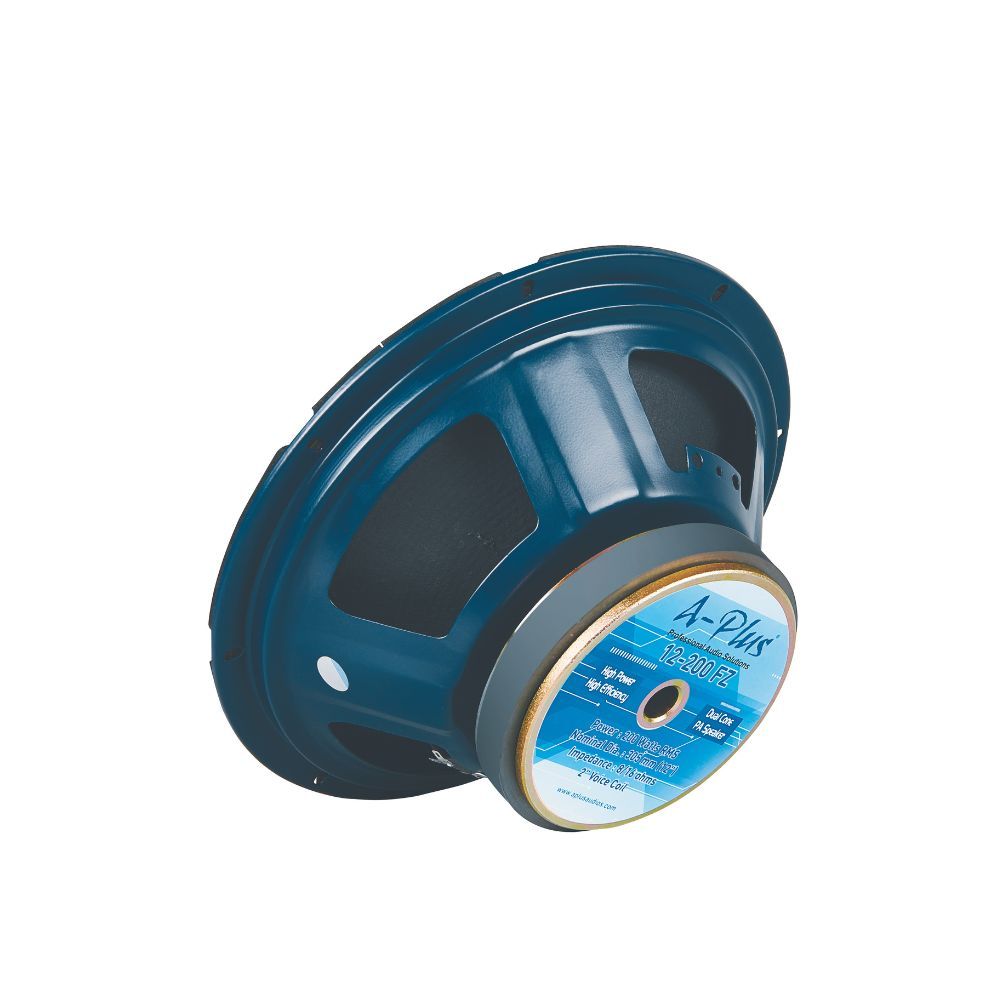 A-Plus®
Professional Audio Solutions
12-200 FZ
High Power
High Efficiency
Dual Cone
PA Speaker
Power : 200 Watts RMS
Nominal Dia. : 305 mm (12")
Impedance : 8/16 ohms
2" Voice Coil
www.aplusaudios.com